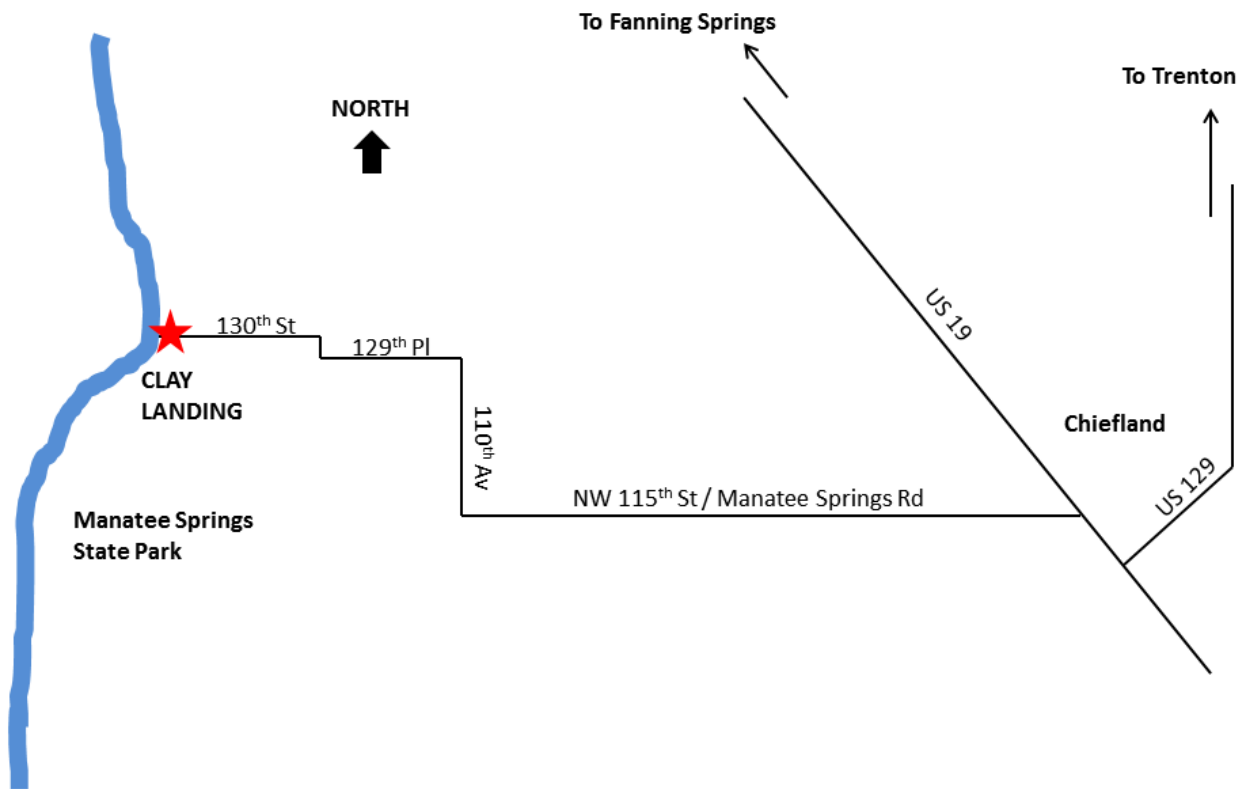 To Fanning Springs
To Trenton
NORTH
US 19
130th St
129th Pl
CLAY
LANDING
110th Av
Chiefland
US 129
NW 115th St / Manatee Springs Rd
Manatee Springs
State Park